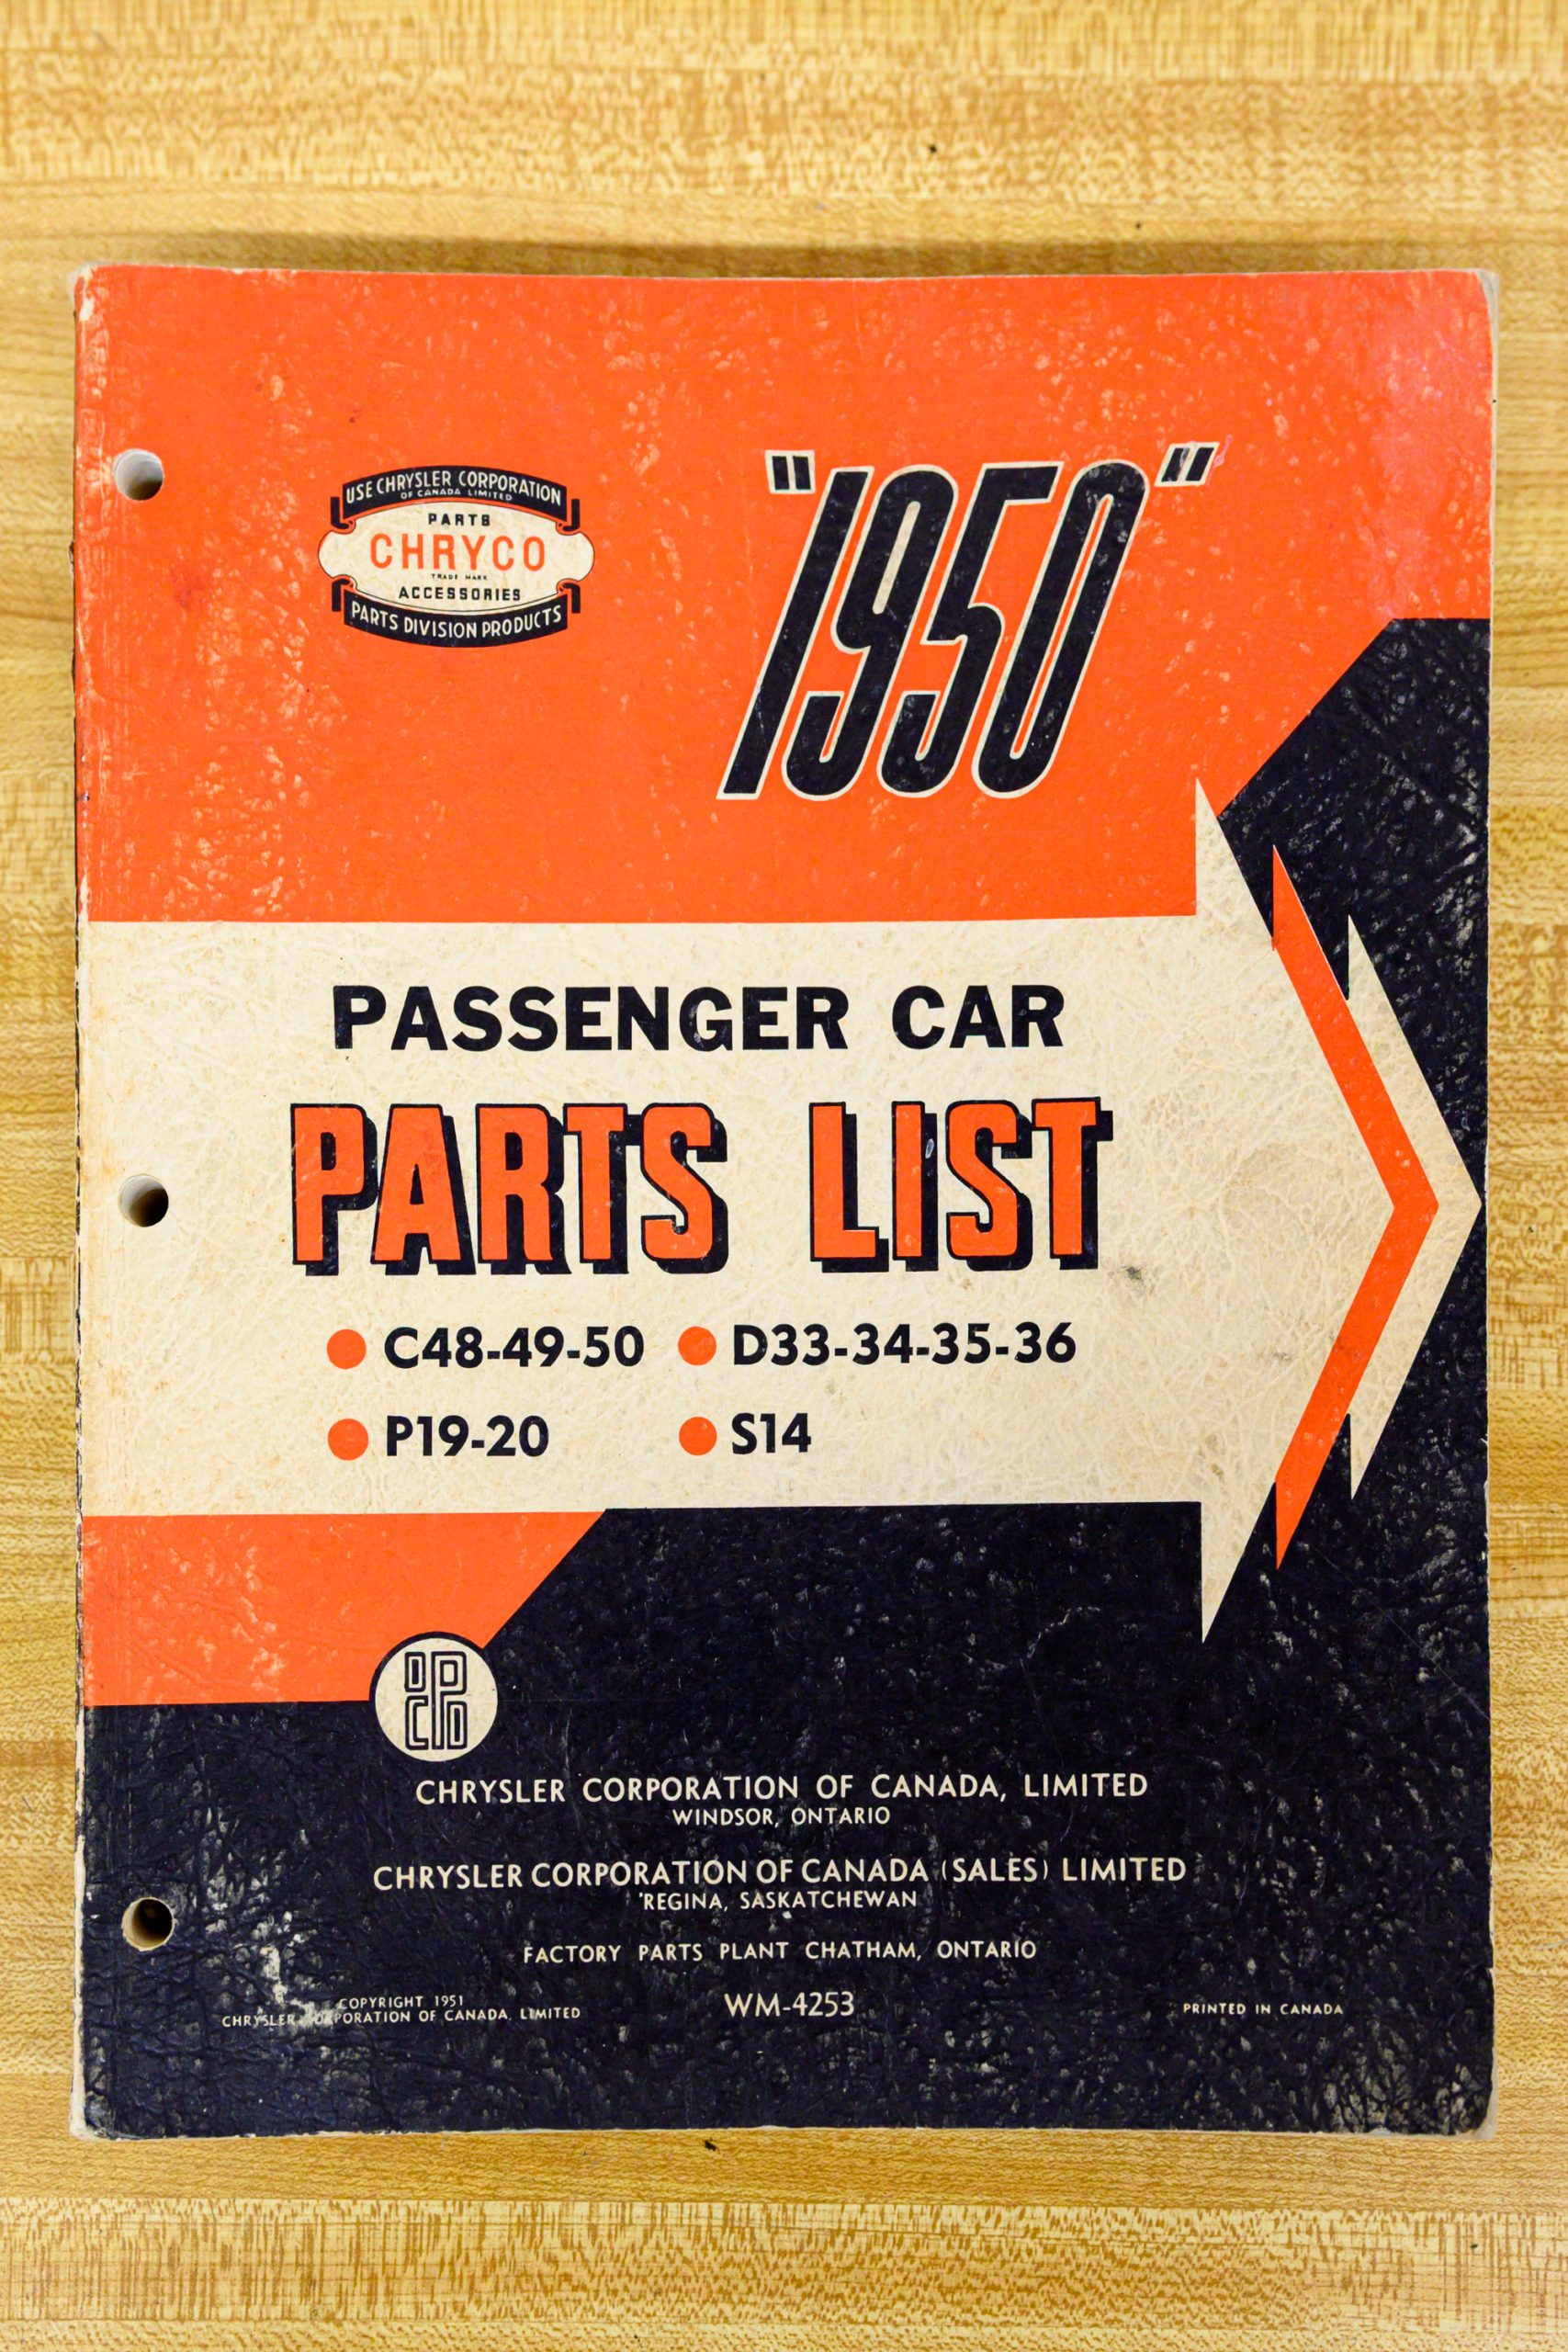 "1950"
USE CHRYSLER CORPORATION
OF CANADA LIMITED
PARTS
CHRYCO
TRADE MARK
ACCESSORIES
PARTS DIVISION PRODUCTS
PASSENGER CAR
PARTS LIST
C48-49-50
D33-34-35-36
P19-20
S14
CHRYSLER CORPORATION OF CANADA, LIMITED
WINDSOR, ONTARIO
CHRYSLER CORPORATION OF CANADA (SALES) LIMITED
REGINA, SASKATCHEWAN
FACTORY PARTS PLANT CHATHAM, ONTARIO
COPYRIGHT 1951
CHRYSLER CORPORATION OF CANADA, LIMITED
WM-4253
PRINTED IN CANADA